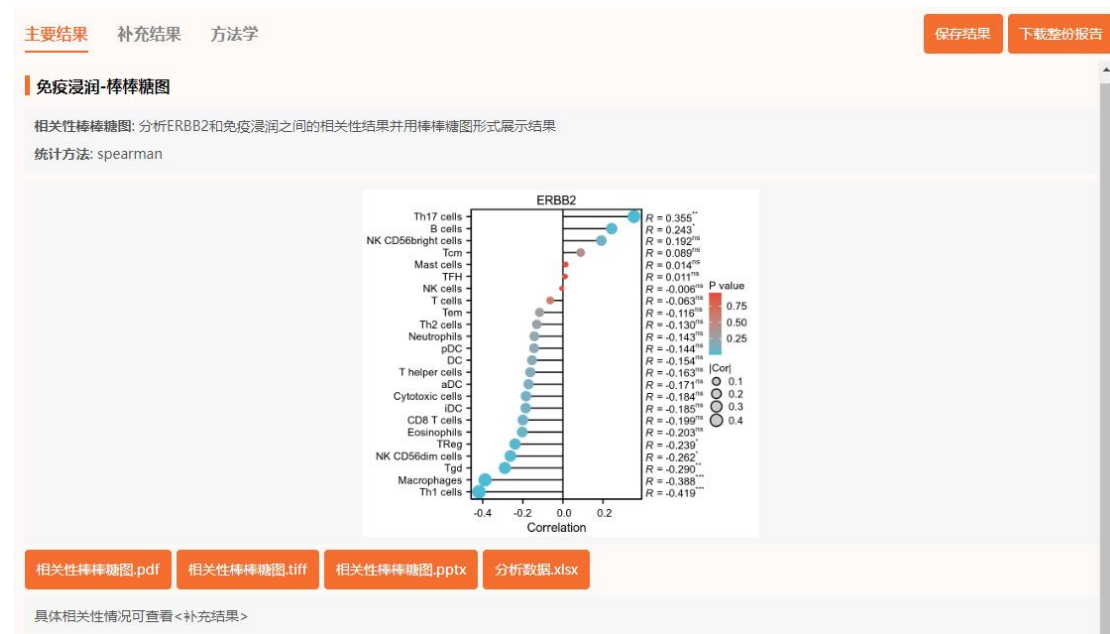 主要结果 补充结果 方法学 保存结果 下载整份报告
免疫浸润-棒棒糖图
相关性棒棒糖图: 分析ERBB2和免疫浸润之间的相关性结果并用棒棒糖图形式展示结果
统计方法: spearman
ERBB2
Th17 cells R = 0.355**
B cells R = 0.243*
NK CD56bright cells R = 0.192ns
Tcm R = 0.089ns
Mast cells R = 0.014ns
TFH R = 0.011ns
NK cells R = -0.006ns
T cells R = -0.063ns
Tem R = -0.116ns
Th2 cells R = -0.130ns
Neutrophils R = -0.143ns
pDC R = -0.144ns
DC R = -0.154ns
T helper cells R = -0.163ns
aDC R = -0.171ns
Cytotoxic cells R = -0.184ns
iDC R = -0.185ns
CD8 T cells R = -0.199ns
Eosinophils R = -0.203ns
TReg R = -0.239*
NK CD56dim cells R = -0.262*
Tgd R = -0.290**
Macrophages R = -0.388***
Th1 cells R = -0.419***
-0.4 -0.2 0.0 0.2
Correlation
P value
0.75
0.50
0.25
|Cor|
0.1
0.2
0.3
0.4
相关性棒棒糖图.pdf 相关性棒棒糖图.tiff 相关性棒棒糖图.pptx 分析数据.xlsx
具体相关性情况可查看<补充结果>